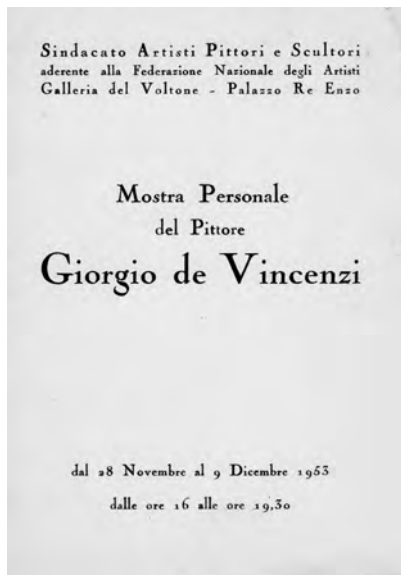 Sindacato Artisti Pittori e Scultori
aderente alla Federazione Nazionale degli Artisti
Galleria del Voltone - Palazzo Re Enzo
Mostra Personale
del Pittore
Giorgio de Vincenzi
dal 28 Novembre al 9 Dicembre 1953
dalle ore 16 alle ore 19,30